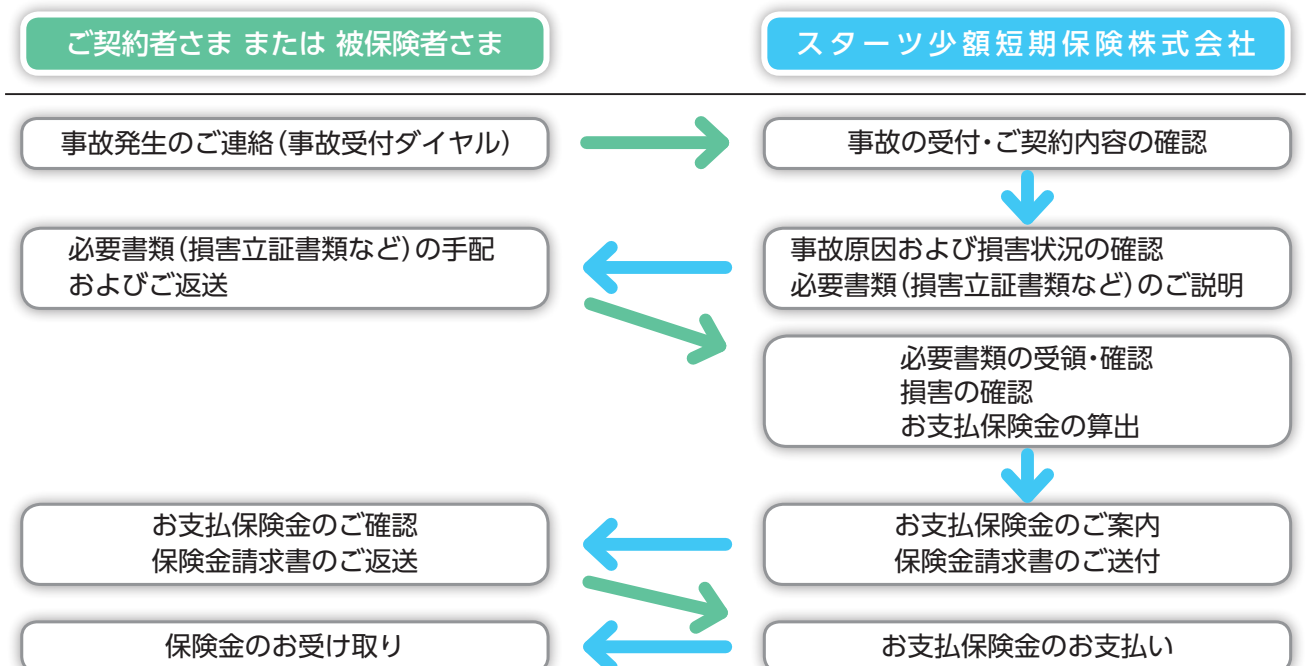 ご契約者さま または 被保険者さま
スターツ少額短期保険株式会社
事故発生のご連絡(事故受付ダイヤル)
事故の受付・ご契約内容の確認
事故原因および損害状況の確認
必要書類(損害立証書類など)のご説明
必要書類(損害立証書類など)の手配
およびご返送
必要書類の受領・確認
損害の確認
お支払保険金の算出
お支払保険金のご案内
保険金請求書のご送付
お支払保険金のご確認
保険金請求書のご返送
お支払保険金のお支払い
保険金のお受け取り